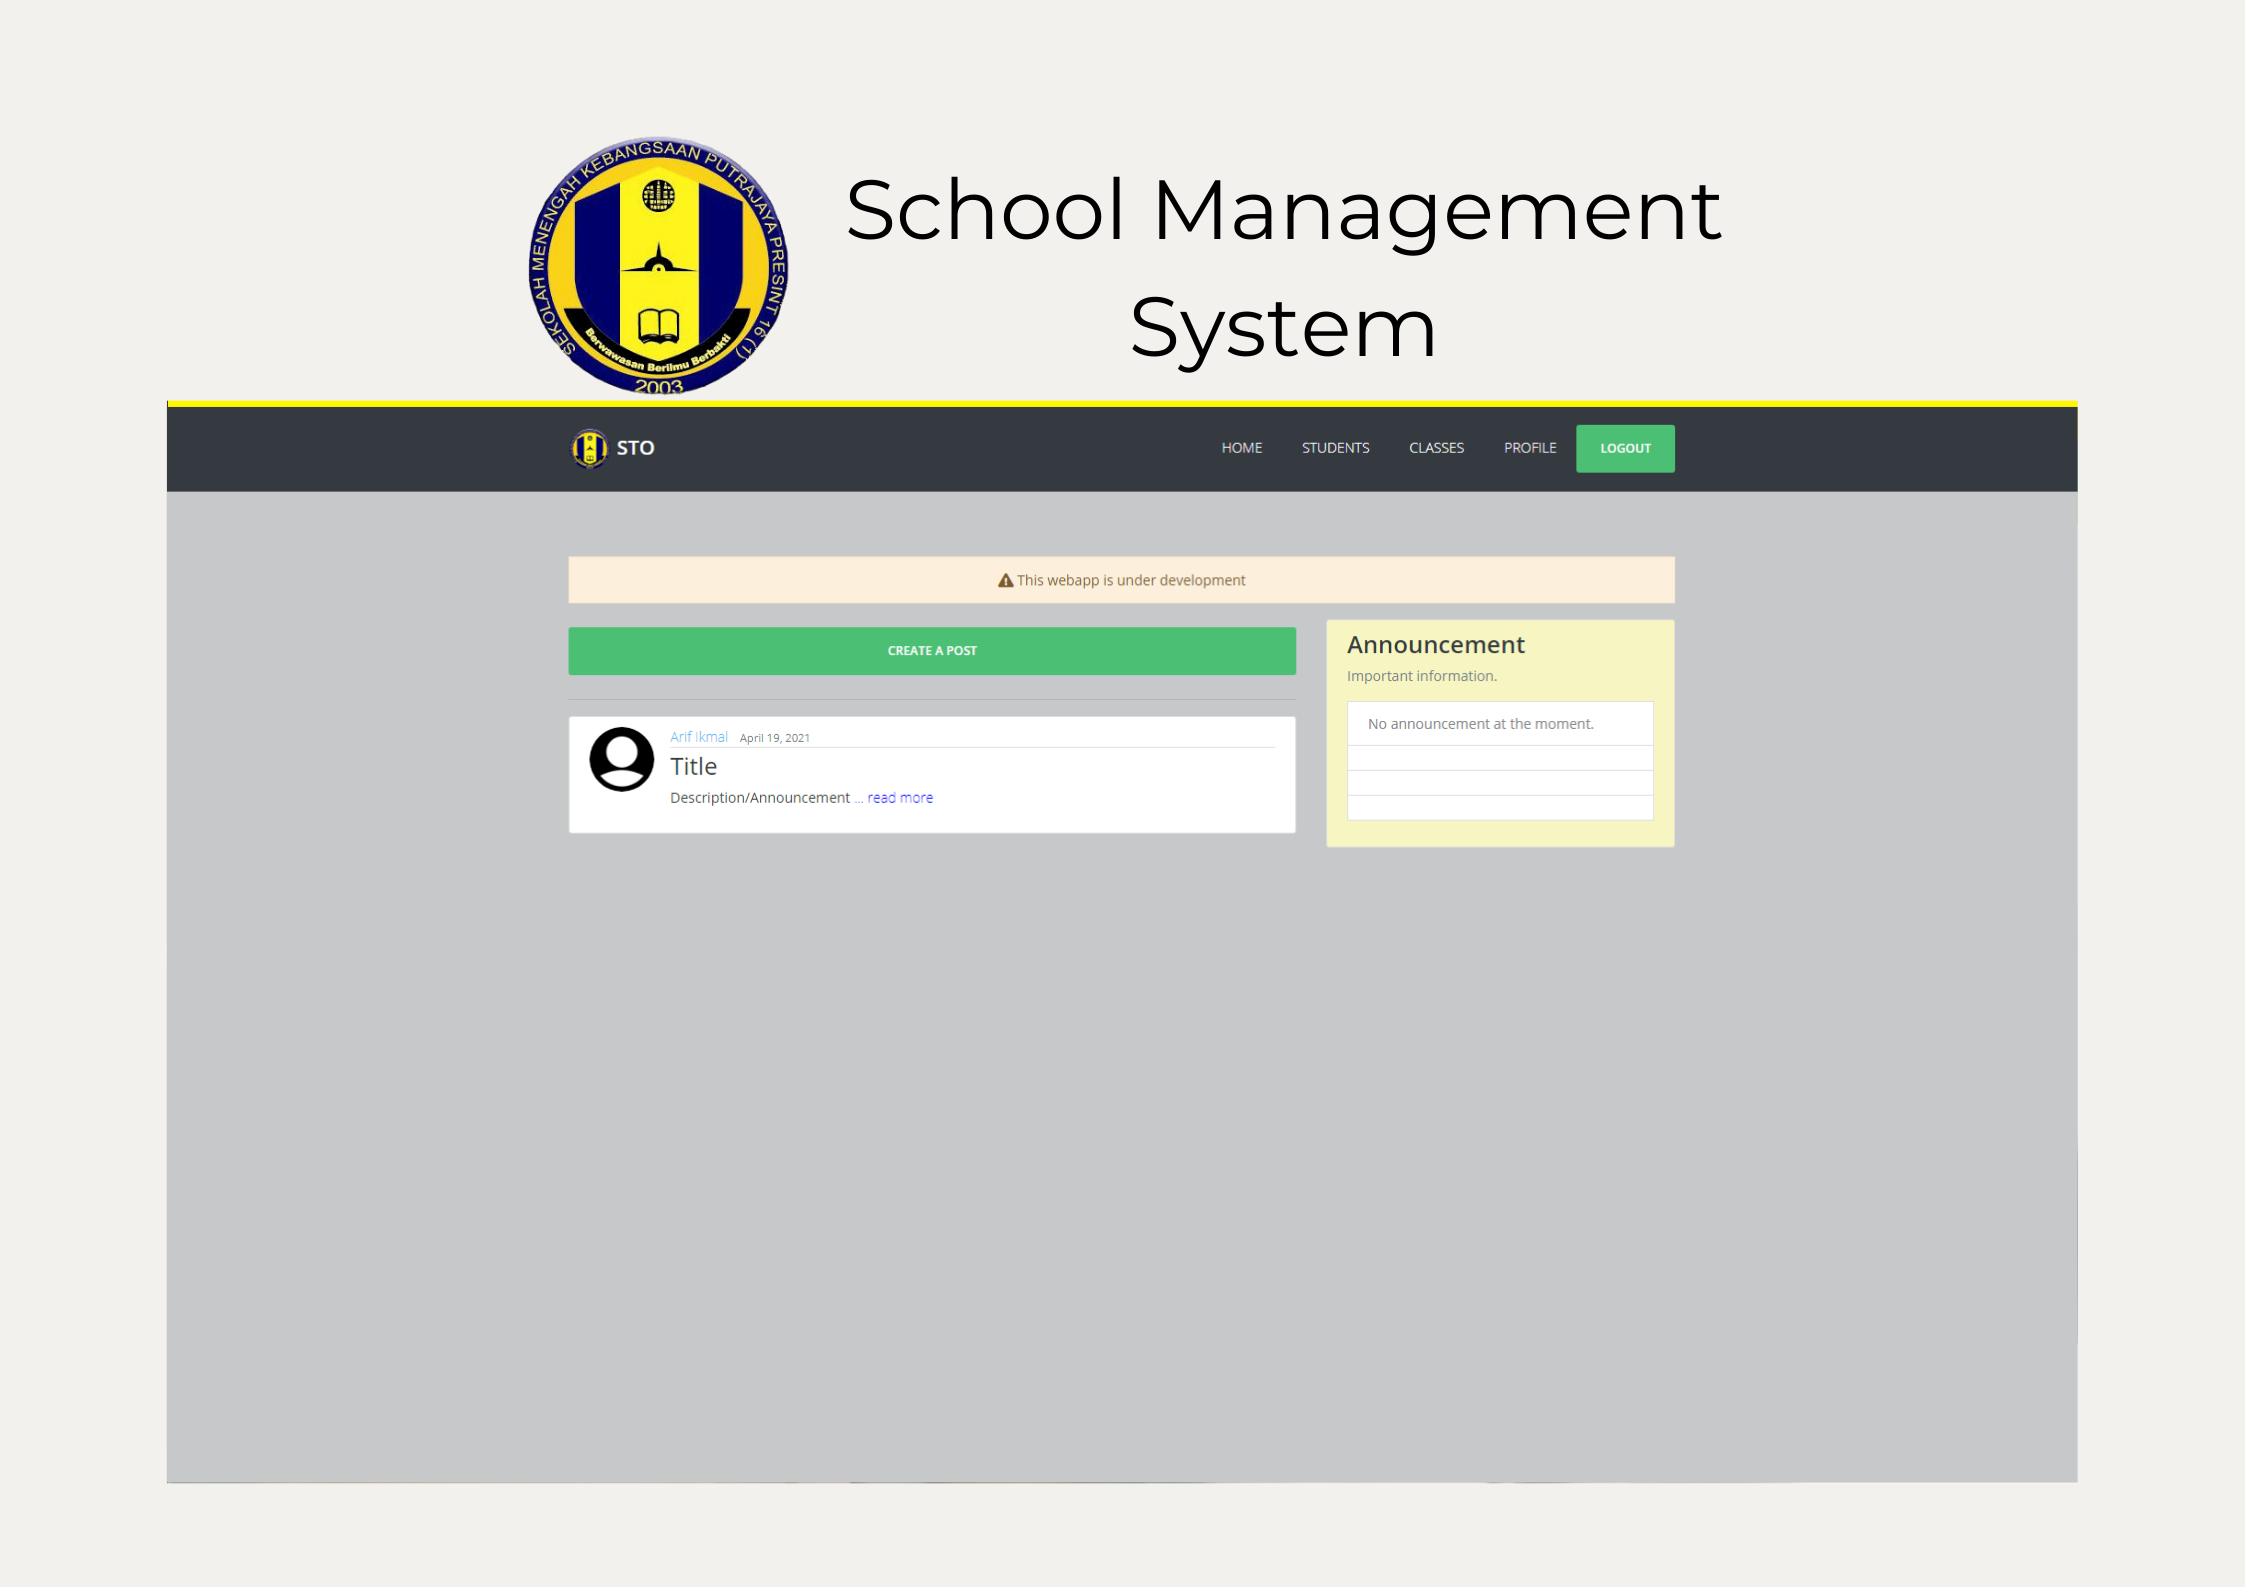 SEKOLAH MENENGAH KEBANGSAAN PUTRAJAYA PRESINT 16 (1)
Berwawasan Berilmu Berbakti
2003
School Management
System
STO HOME STUDENTS CLASSES PROFILE LOGOUT
This webapp is under development
CREATE A POST
Arif Ikmal April 19, 2021
Title
Description/Announcement ... read more
Announcement
Important information.
No announcement at the moment.